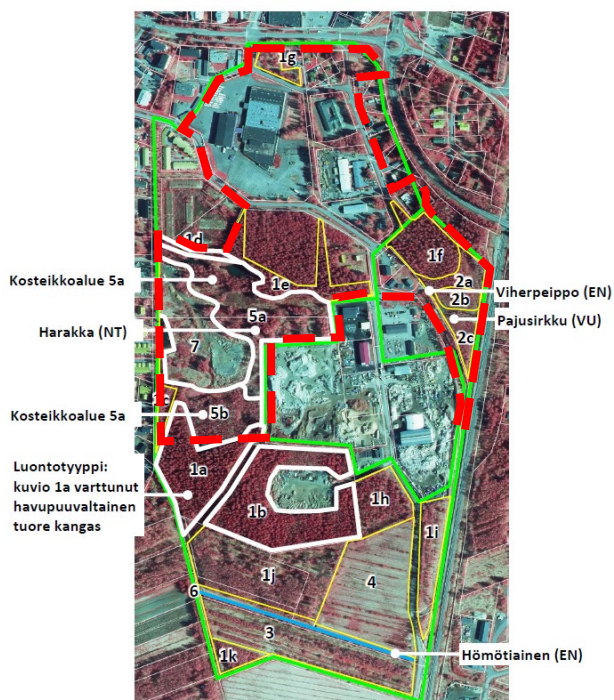 1g
1d
1f
Kosteikkoalue 5a
1e
2a
Viherpeippo (EN)
2b
5a
Pajusirkku (VU)
Harakka (NT)
2c
7
1c
Kosteikkoalue 5a
5b
Luontotyyppi:
kuvio 1a varttunut
havupuuvaltainen
tuore kangas
1a
1b
1h
1i
1j
4
6
3
1k
Hömötiainen (EN)